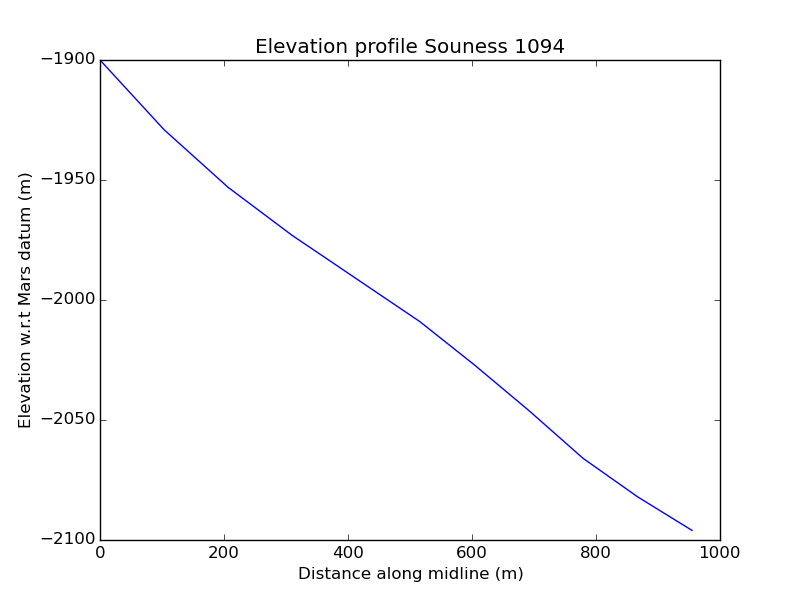 Elevation profile Souness 1094
Elevation w.r.t Mars datum (m)
−1900
−1950
−2000
−2050
−2100
0 200 400 600 800 1000
Distance along midline (m)